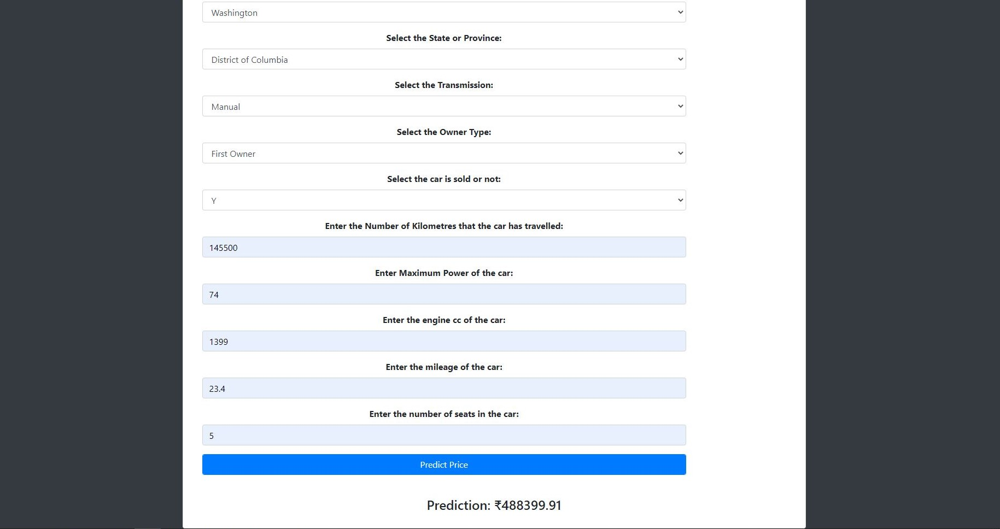 Washington
Select the State or Province:
District of Columbia
Select the Transmission:
Manual
Select the Owner Type:
First Owner
Select the car is sold or not:
Y
Enter the Number of Kilometres that the car has travelled:
145500
Enter Maximum Power of the car:
74
Enter the engine cc of the car:
1399
Enter the mileage of the car:
23.4
Enter the number of seats in the car:
5
Predict Price
Prediction: ₹488399.91